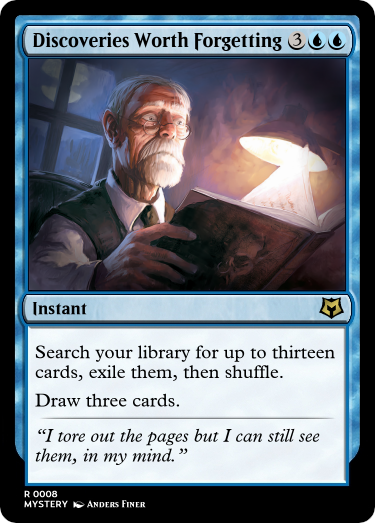 Discoveries Worth Forgetting 3
Instant
Search your library for up to thirteen
cards, exile them, then shuffle.
Draw three cards.
“I tore out the pages but I can still see
them, in my mind.”
R 0008
MYSTERY Anders Finer